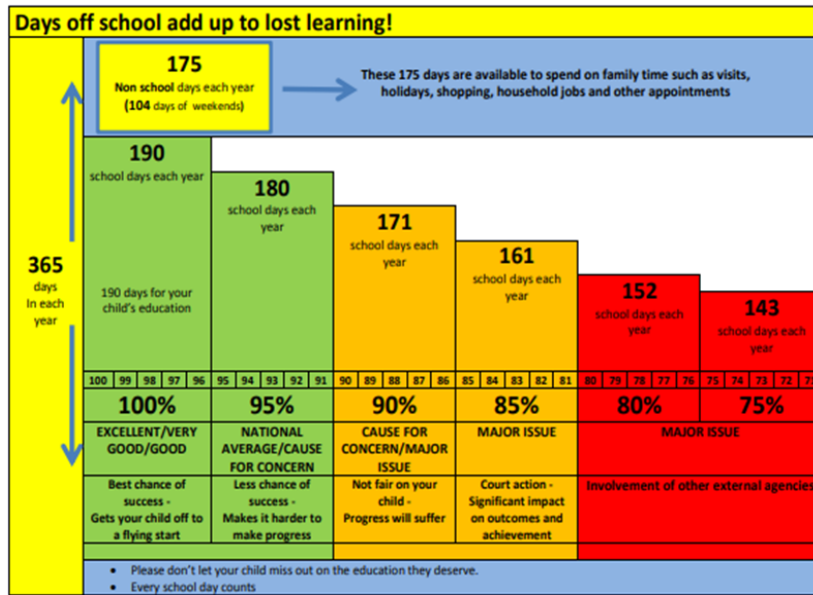 Days off school add up to lost learning!
175
Non school days each year
(104 days of weekends)
These 175 days are available to spend on family time such as visits,
holidays, shopping, household jobs and other appointments
365
days
In each
year
190
school days each year
190 days for your
child's education
180
school days each
year
171
school days each
year
161
school days each
year
152
school days each
year
143
school days each
year
100 99 98 97 96 95 94 93 92 91 90 89 88 87 86 85 84 83 82 81 80 79 78 77 76 75 74 73 72
100% 95% 90% 85% 80% 75%
EXCELLENT/VERY
GOOD/GOOD
NATIONAL
AVERAGE/CAUSE
FOR CONCERN
CAUSE FOR
CONCERN/MAJOR
ISSUE
MAJOR ISSUE
MAJOR ISSUE
Best chance of
success -
Gets your child off to
a flying start
Less chance of
success -
Makes it harder to
make progress
Not fair on your
child -
Progress will suffer
Court action -
Significant impact
on outcomes and
achievement
Involvement of other external agencies
• Please don't let your child miss out on the education they deserve.
• Every school day counts